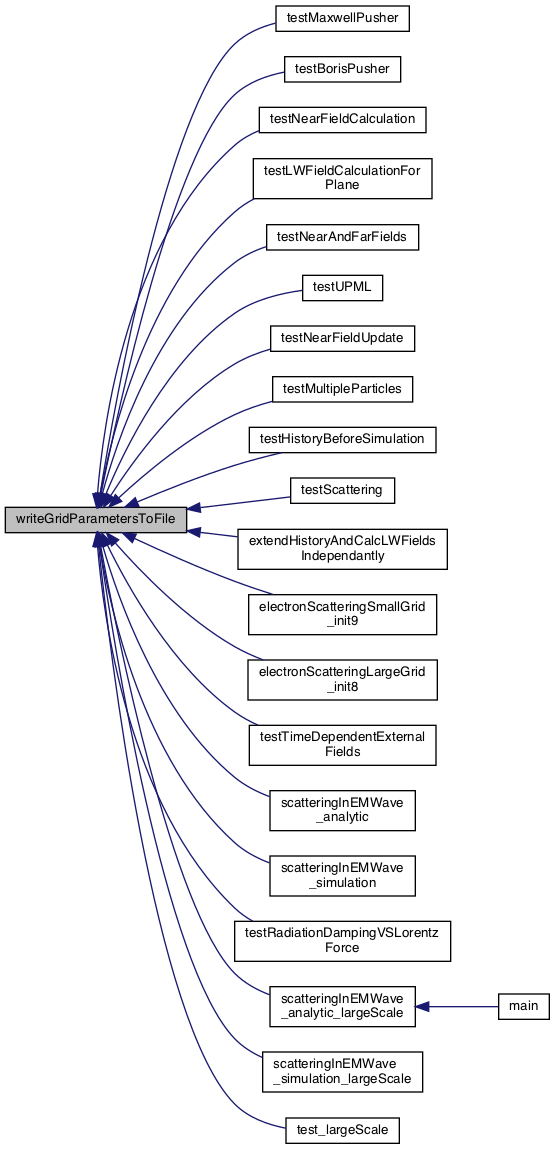 testMaxwellPusher
testBorisPusher
testNearFieldCalculation
testLWFieldCalculationFor
Plane
testNearAndFarFields
testUPML
testNearFieldUpdate
testMultipleParticles
testHistoryBeforeSimulation
testScattering
writeGridParametersToFile
extendHistoryAndCalcLWFields
Independantly
electronScatteringSmallGrid
_init9
electronScatteringLargeGrid
_init8
testTimeDependentExternal
Fields
scatteringInEMWave
_analytic
scatteringInEMWave
_simulation
testRadiationDampingVSLorentz
Force
scatteringInEMWave
_analytic_largeScale
main
scatteringInEMWave
_simulation_largeScale
test_largeScale